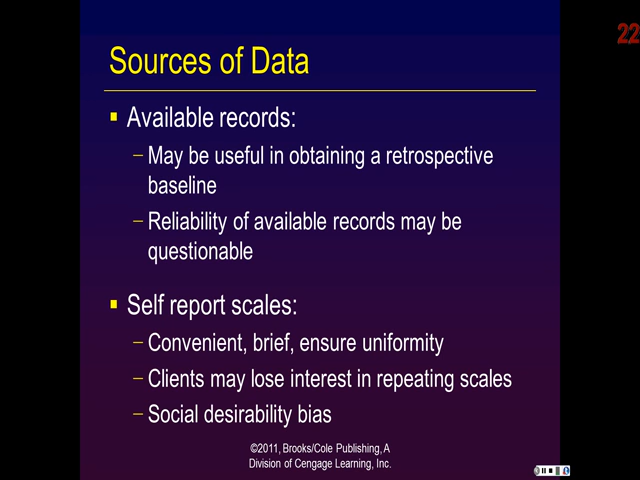 22
Sources of Data
Available records:
– May be useful in obtaining a retrospective
baseline
– Reliability of available records may be
questionable
Self report scales:
– Convenient, brief, ensure uniformity
– Clients may lose interest in repeating scales
– Social desirability bias
©2011, Brooks/Cole Publishing, A
Division of Cengage Learning, Inc.